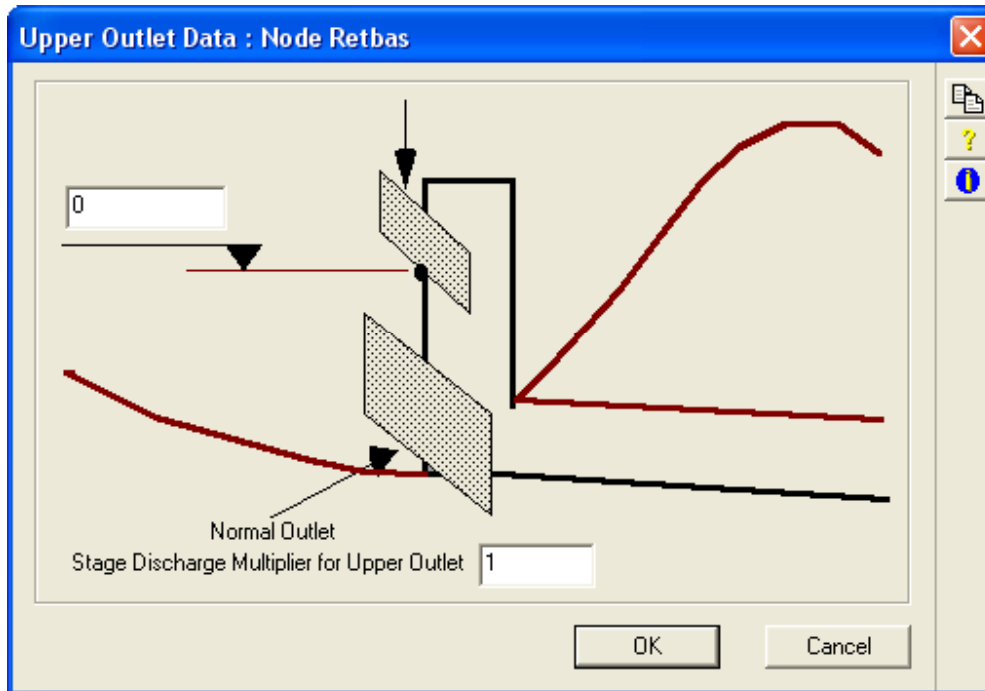 Upper Outlet Data : Node Retbas
?
i
0
Normal Outlet
Stage Discharge Multiplier for Upper Outlet 1
OK Cancel